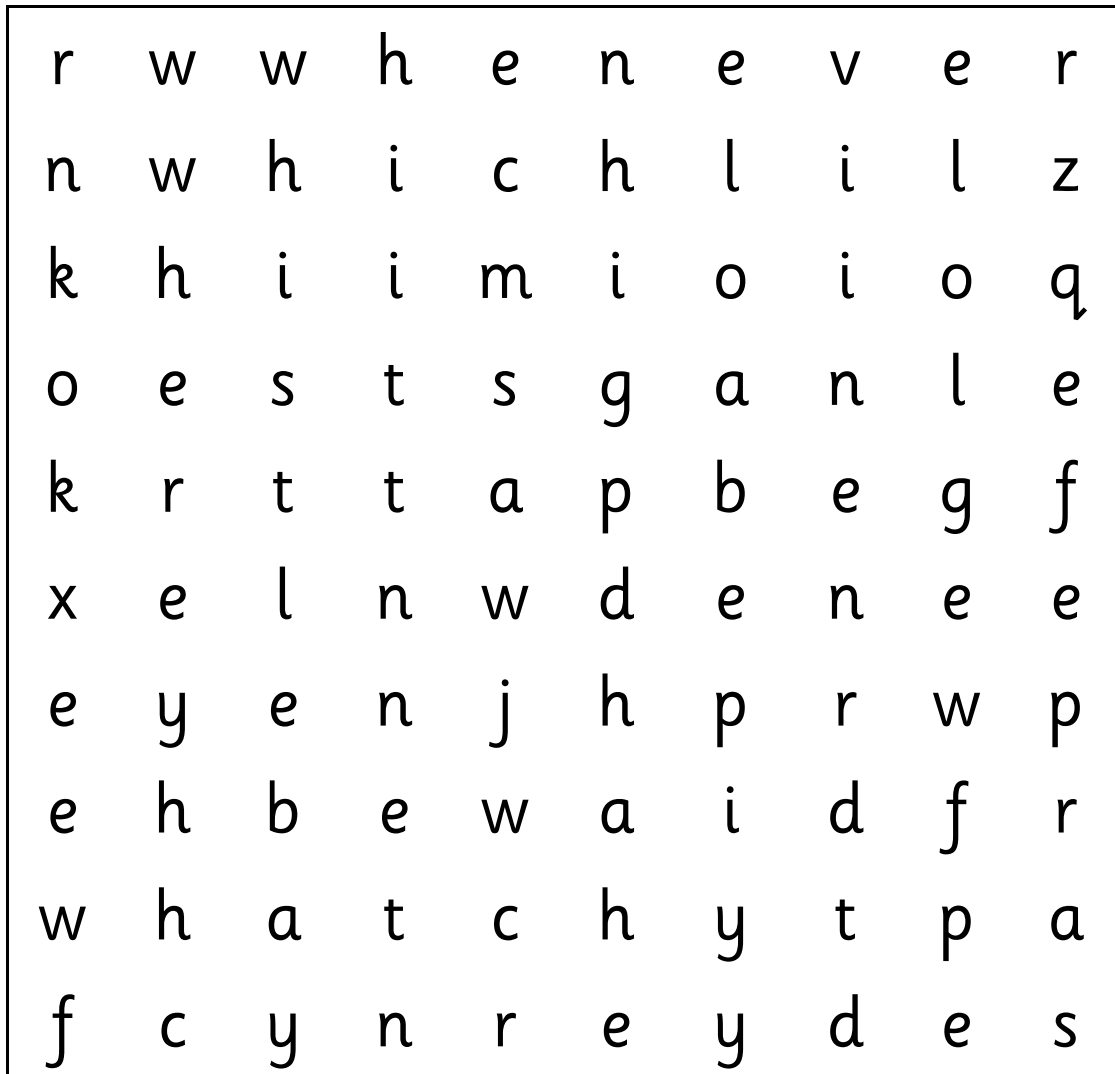 r w w h e n e v e r
n w h i c h l i l z
k h i i m i o i o q
o e s t s g a n l e
k r t t a p b e g f
x e l n w d e n e e
e y e n j h p r w p
e h b e w a i d f r
w h a t c h y t p a
f c y n r e y d e s